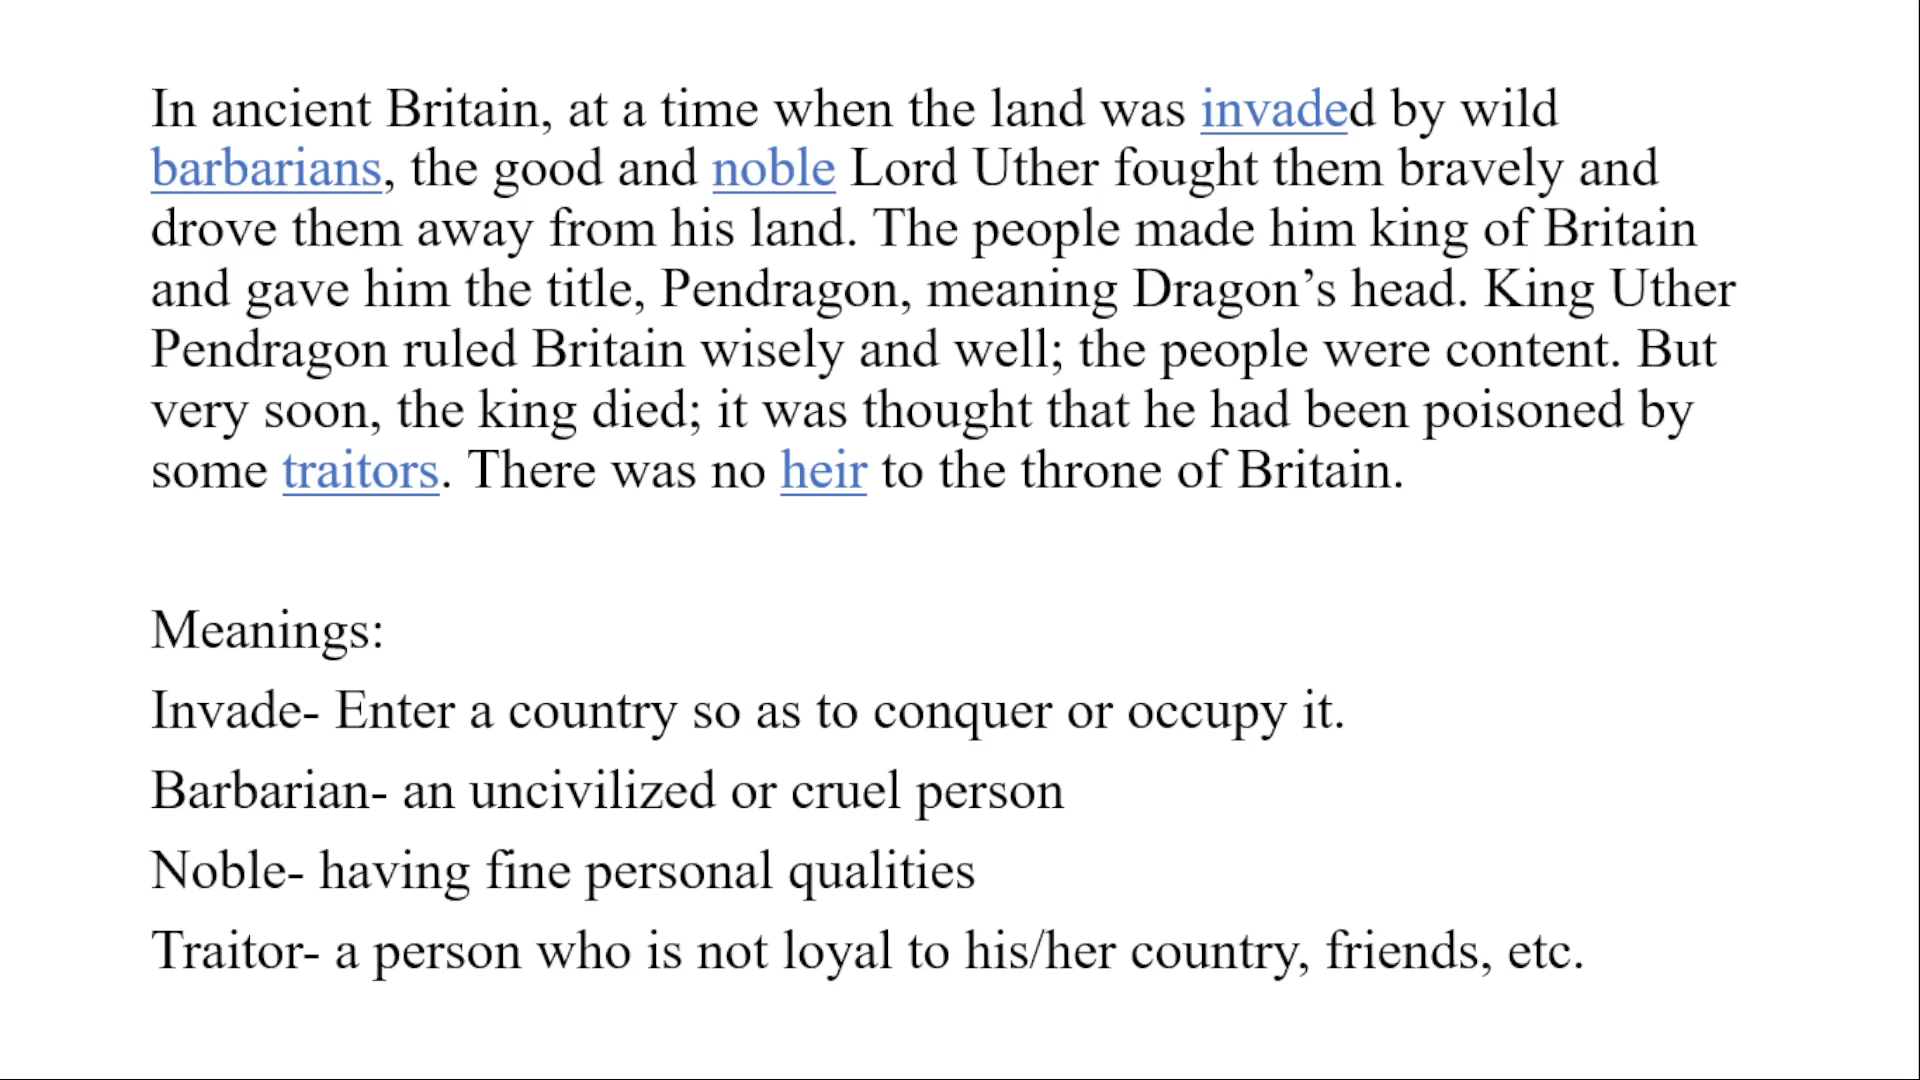 In ancient Britain, at a time when the land was invaded by wild
barbarians, the good and noble Lord Uther fought them bravely and
drove them away from his land. The people made him king of Britain
and gave him the title, Pendragon, meaning Dragon’s head. King Uther
Pendragon ruled Britain wisely and well; the people were content. But
very soon, the king died; it was thought that he had been poisoned by
some traitors. There was no heir to the throne of Britain.
Meanings:
Invade- Enter a country so as to conquer or occupy it.
Barbarian- an uncivilized or cruel person
Noble- having fine personal qualities
Traitor- a person who is not loyal to his/her country, friends, etc.